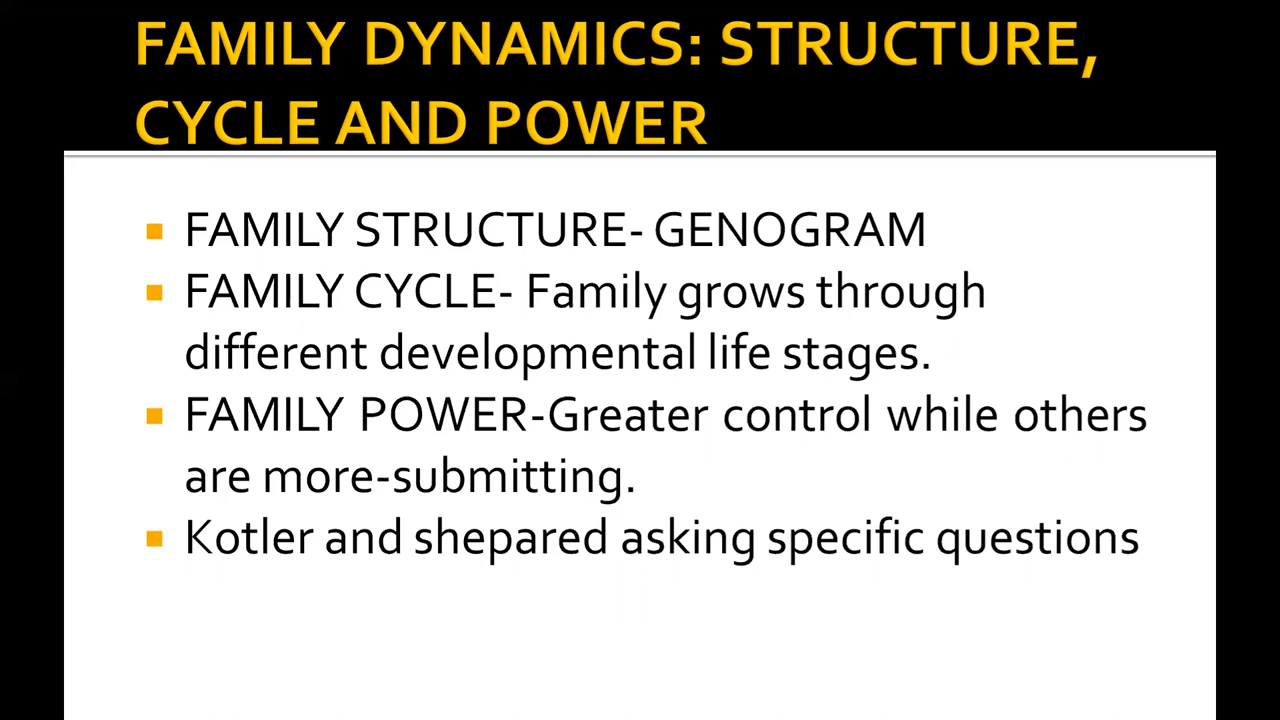 FAMILY DYNAMICS: STRUCTURE,
CYCLE AND POWER
FAMILY STRUCTURE- GENOGRAM
FAMILY CYCLE- Family grows through
different developmental life stages.
FAMILY POWER-Greater control while others
are more-submitting.
Kotler and shepared asking specific questions